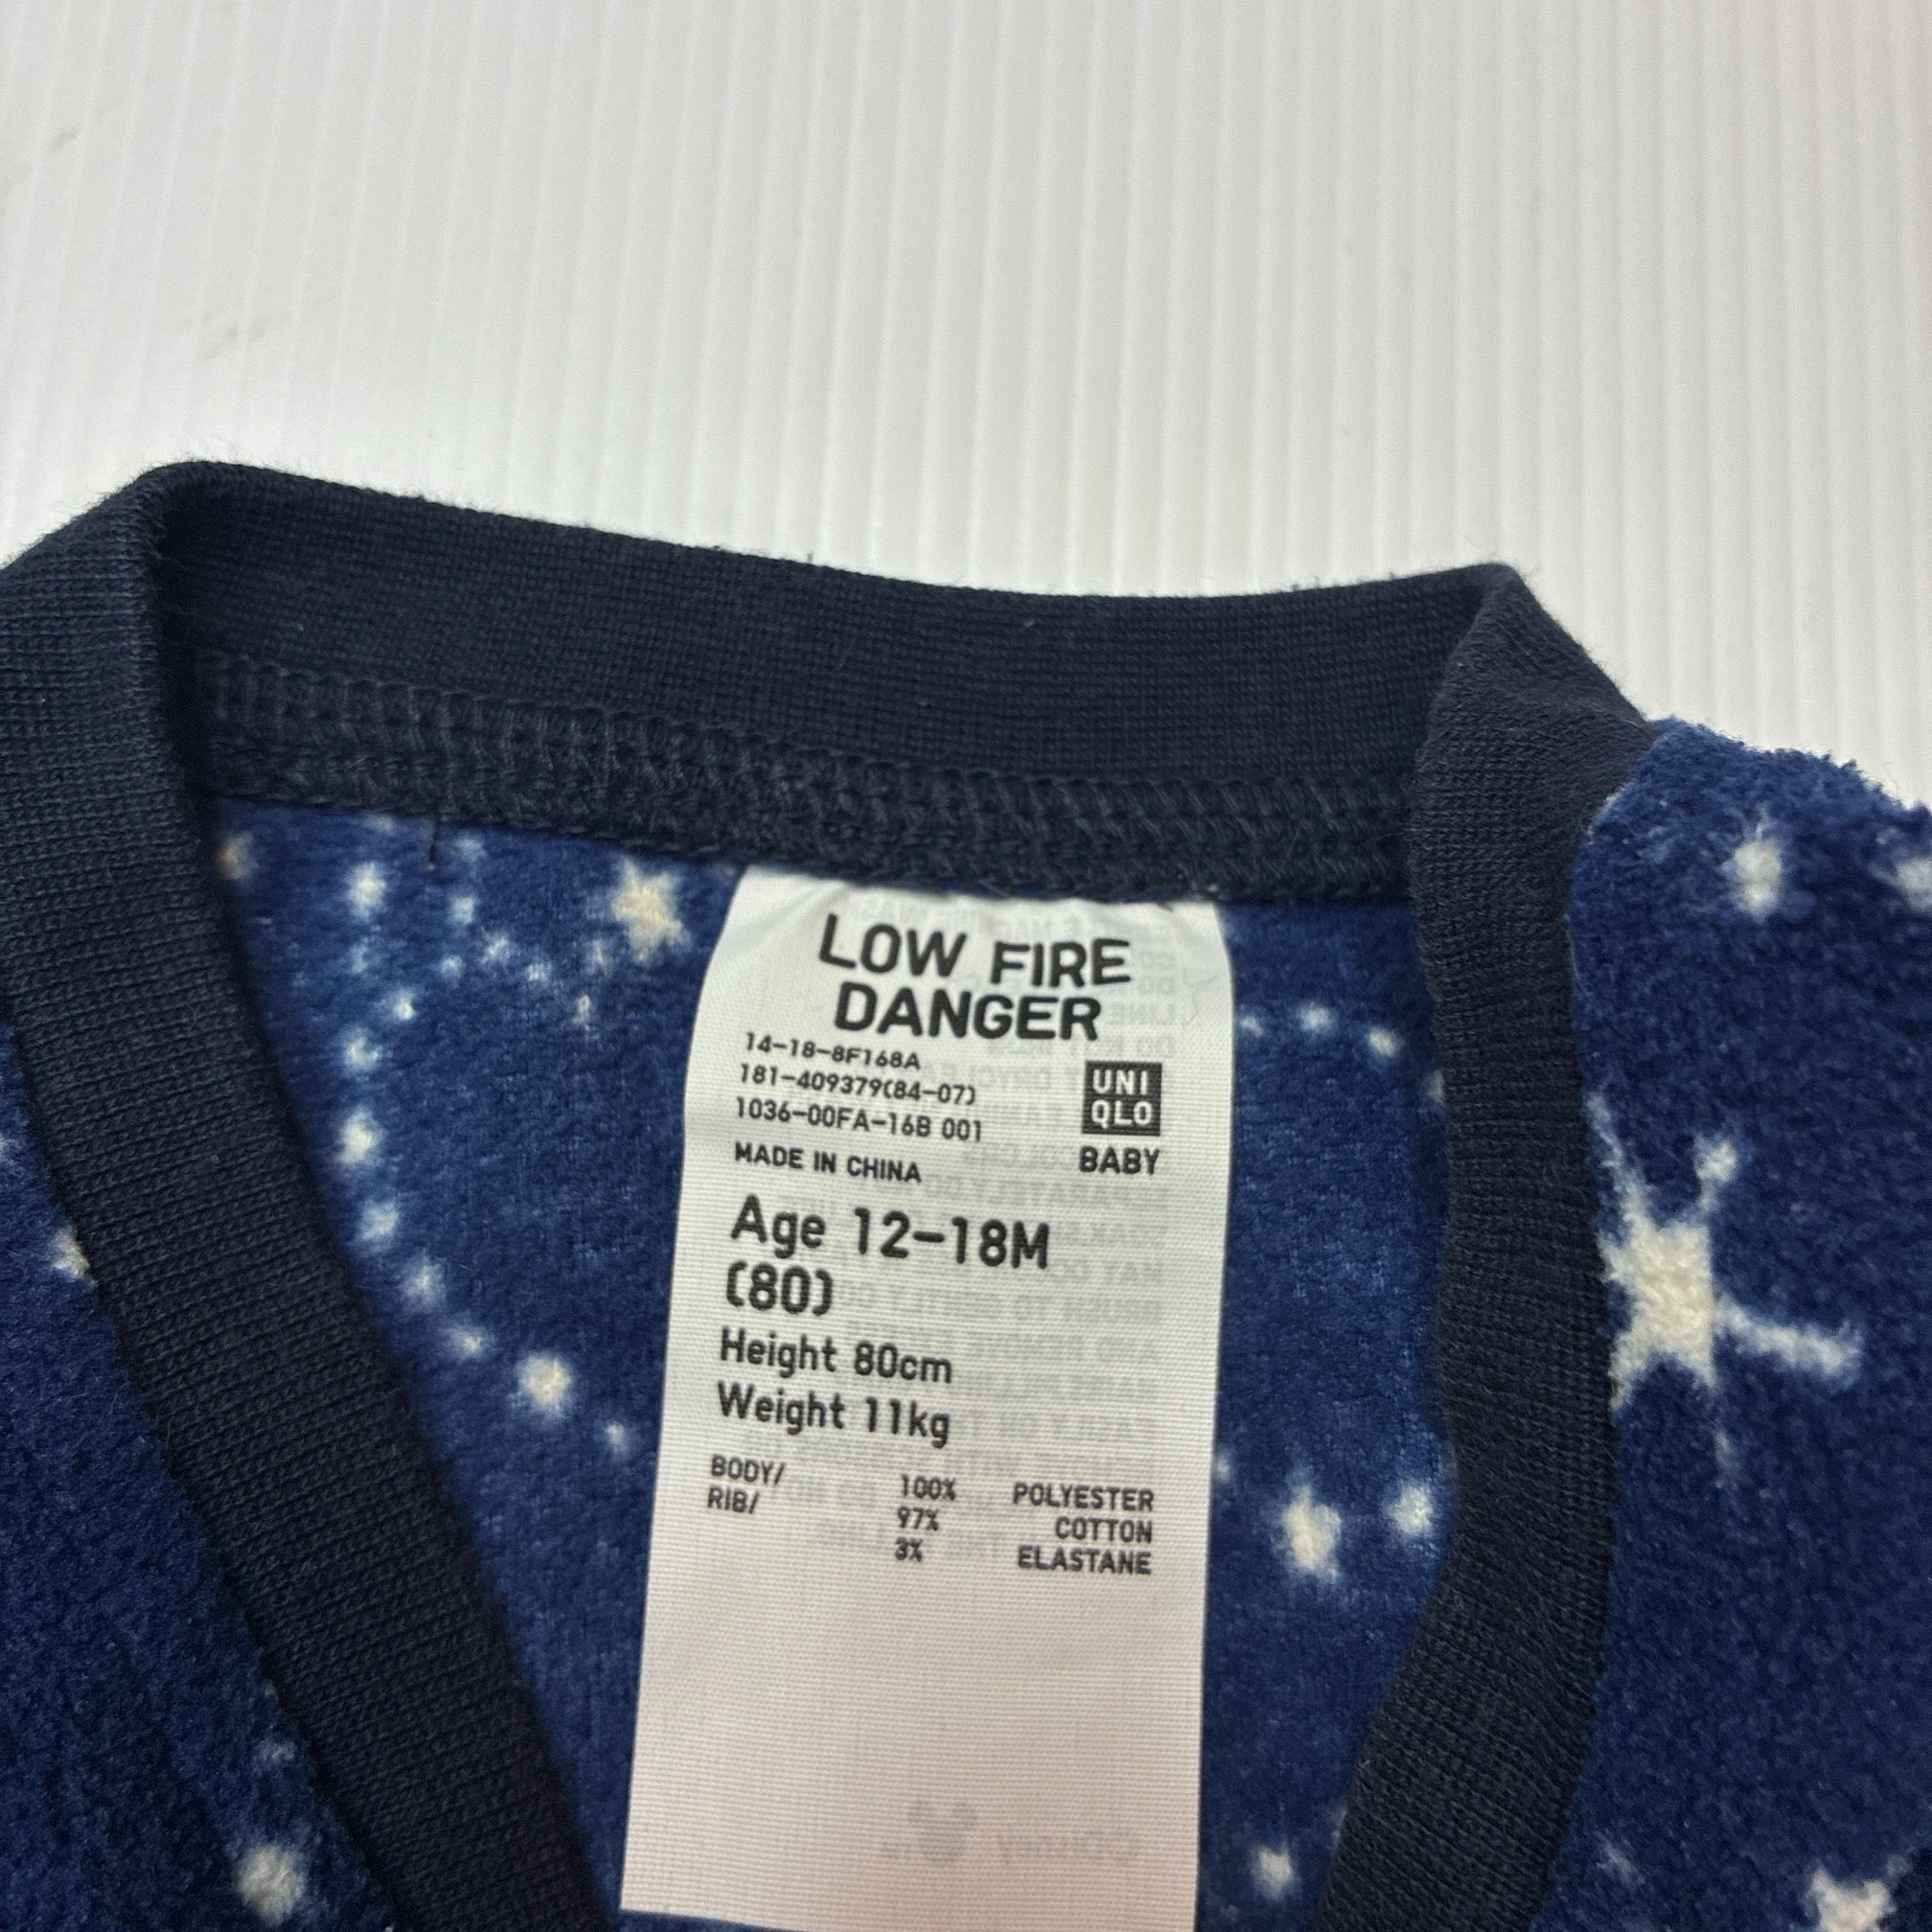 LOW FIRE
DANGER
14-18-8F168A
181-409379(84-07)
1036-00FA-16B 001
UNI
QLO
MADE IN CHINA
BABY
Age 12-18M
(80)
Height 80cm
Weight 11kg
BODY/ 100% POLYESTER
RIB/ 97% COTTON
3% ELASTANE